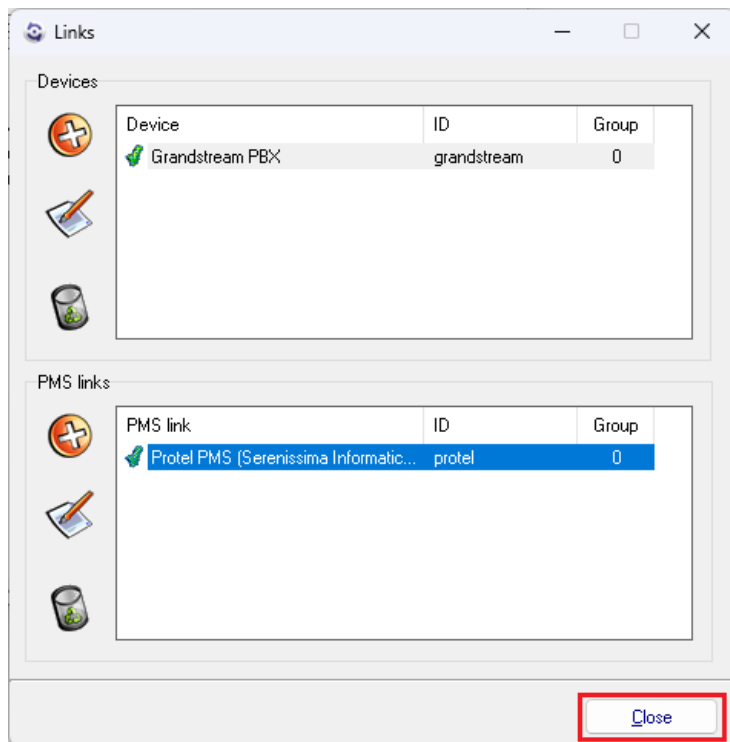 Links
Devices
Device ID Group
Grandstream PBX grandstream 0
PMS links
PMS link ID Group
Protel PMS (Serenissima Informatic... protel 0
Close